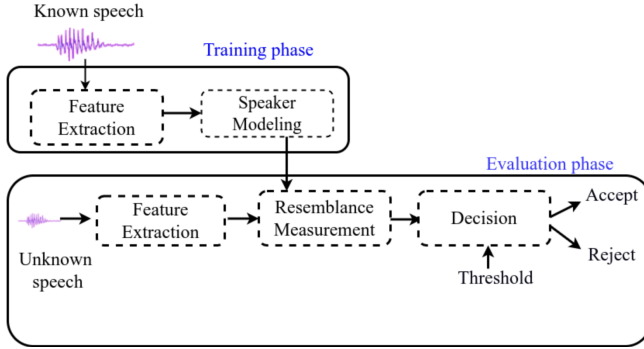 Known speech
Training phase
Feature
Extraction
Speaker
Modeling
Evaluation phase
Unknown
speech
Feature
Extraction
Resemblance
Measurement
Decision
Threshold
Accept
Reject